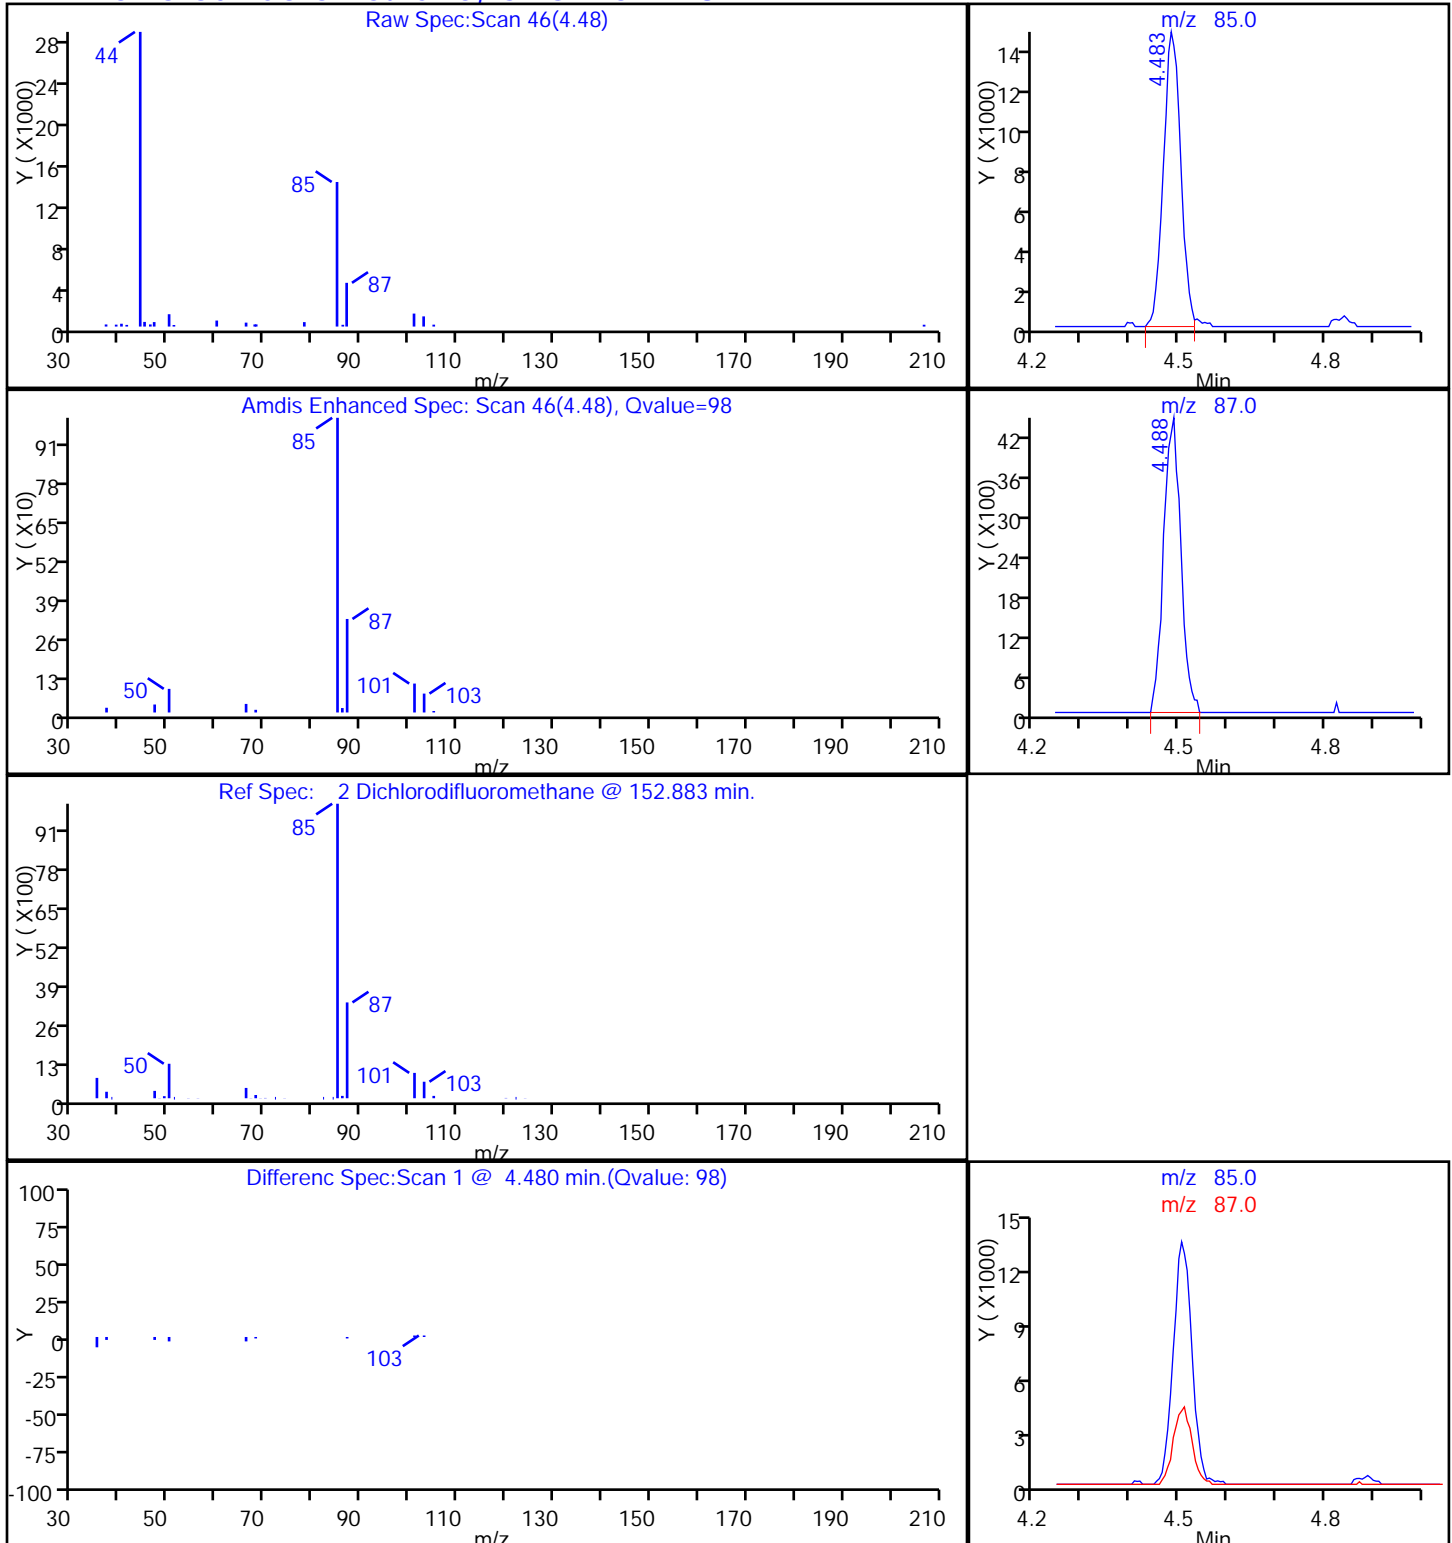 Raw Spec:Scan 46(4.48)
28
24
20
16
12
8
4
0
Y ( X1000)
44
85
87
30 50 70 90 110 130 150 170 190 210
m/z
m/z 85.0
14
12
10
8
6
4
2
0
Y ( X1000)
4.483
4.2 4.5 4.8
Min
Amdis Enhanced Spec: Scan 46(4.48), Qvalue=98
91
78
65
52
39
26
13
0
Y ( X10)
85
87
50
101
103
30 50 70 90 110 130 150 170 190 210
m/z
m/z 87.0
42
36
30
24
18
12
6
0
Y ( X100)
4.488
4.2 4.5 4.8
Min
Ref Spec: 2 Dichlorodifluoromethane @ 152.883 min.
91
78
65
52
39
26
13
0
Y ( X100)
85
87
50
101
103
30 50 70 90 110 130 150 170 190 210
m/z
Differenc Spec:Scan 1 @ 4.480 min.(Qvalue: 98)
100
75
50
25
0
-25
-50
-75
-100
Y
103
30 50 70 90 110 130 150 170 190 210
m/z
m/z 85.0
m/z 87.0
15
12
9
6
3
0
Y ( X1000)
4.2 4.5 4.8
Min